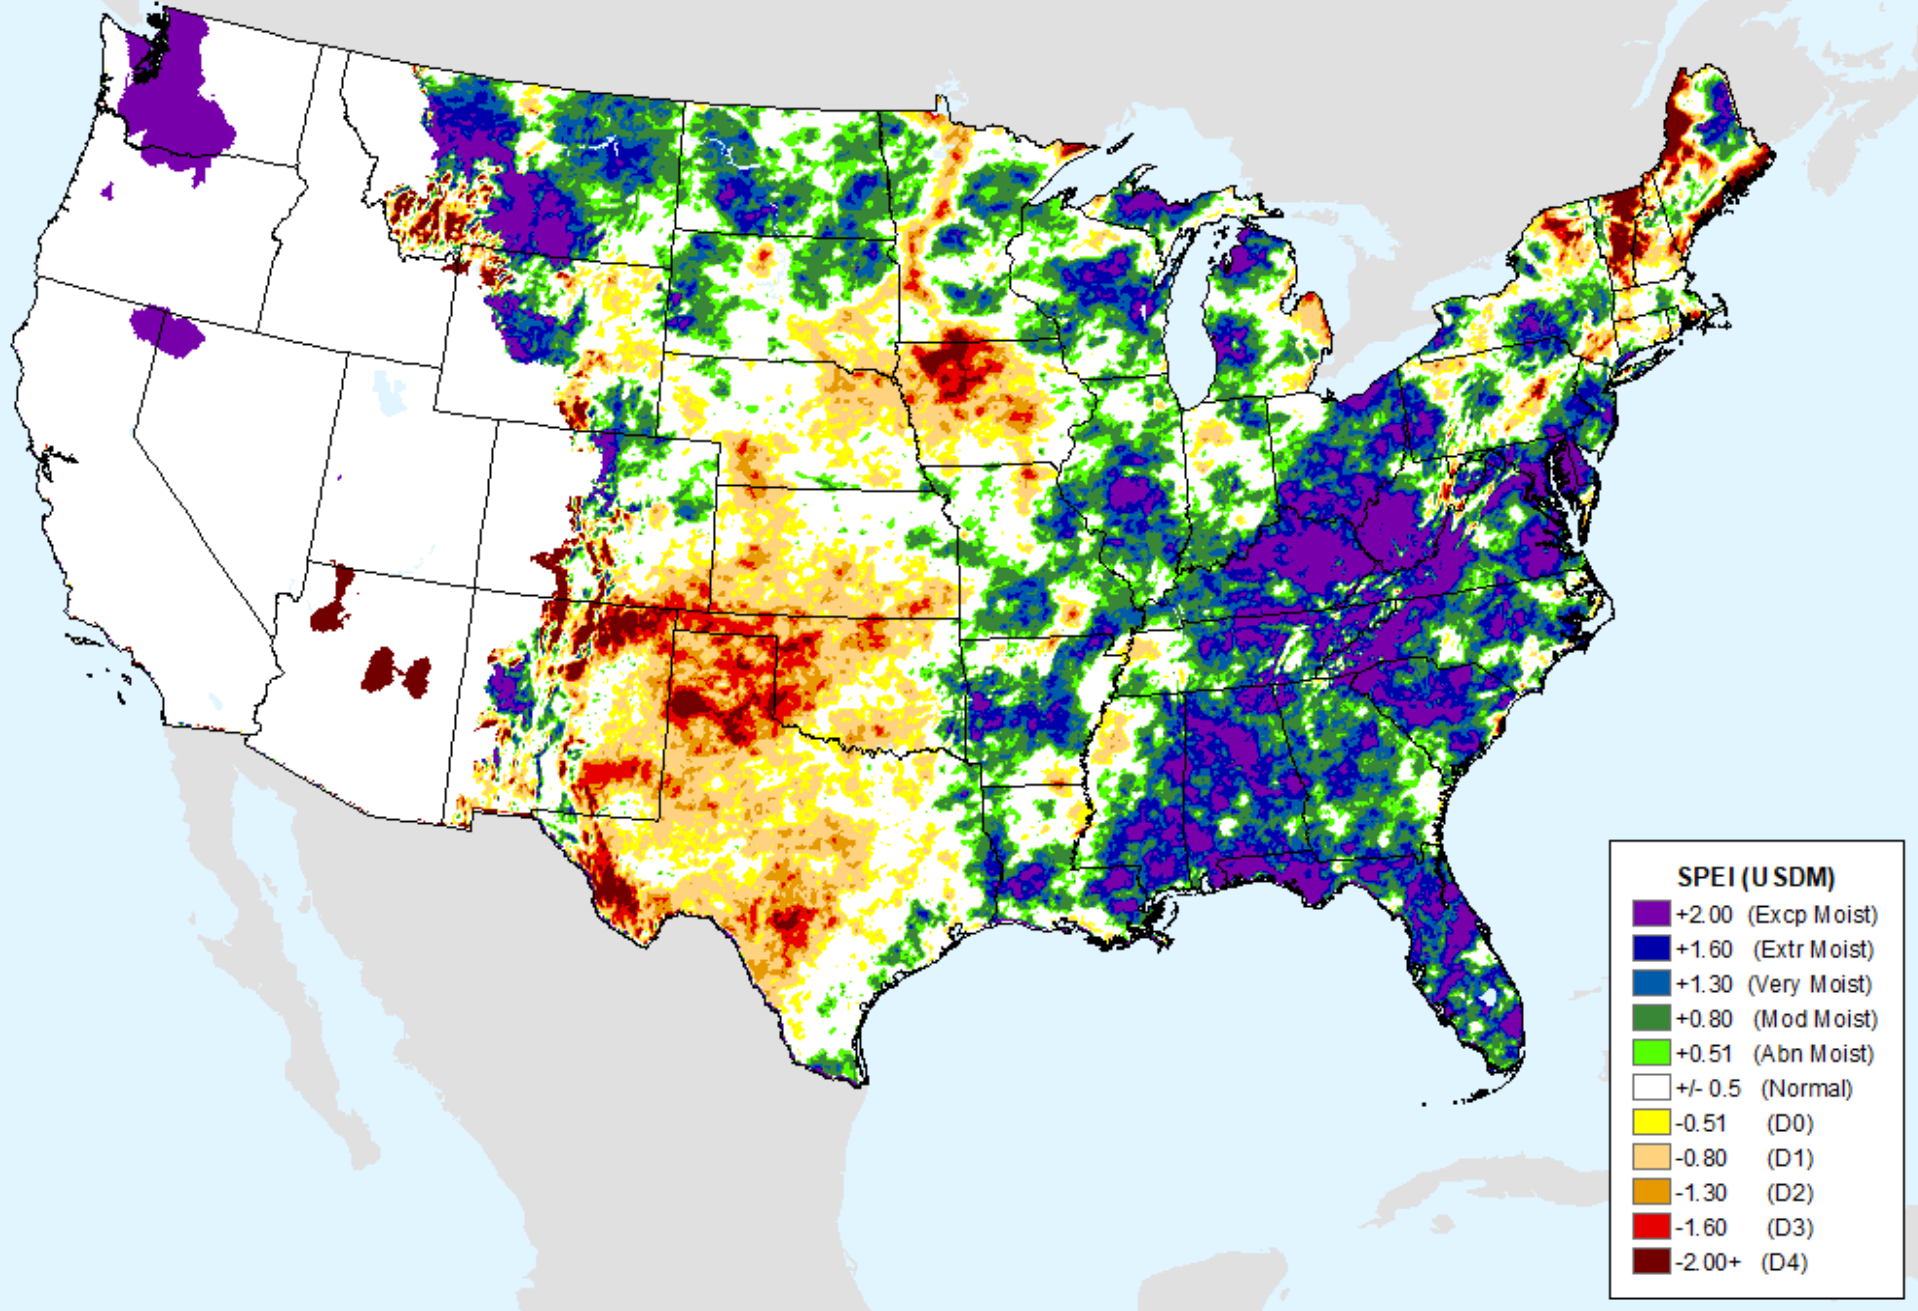 SPEI (USDM)
+2.00 (Excp Moist)
+1.60 (Extr Moist)
+1.30 (Very Moist)
+0.80 (Mod Moist)
+0.51 (Abn Moist)
+/- 0.5 (Normal)
-0.51 (D0)
-0.80 (D1)
-1.30 (D2)
-1.60 (D3)
-2.00+ (D4)